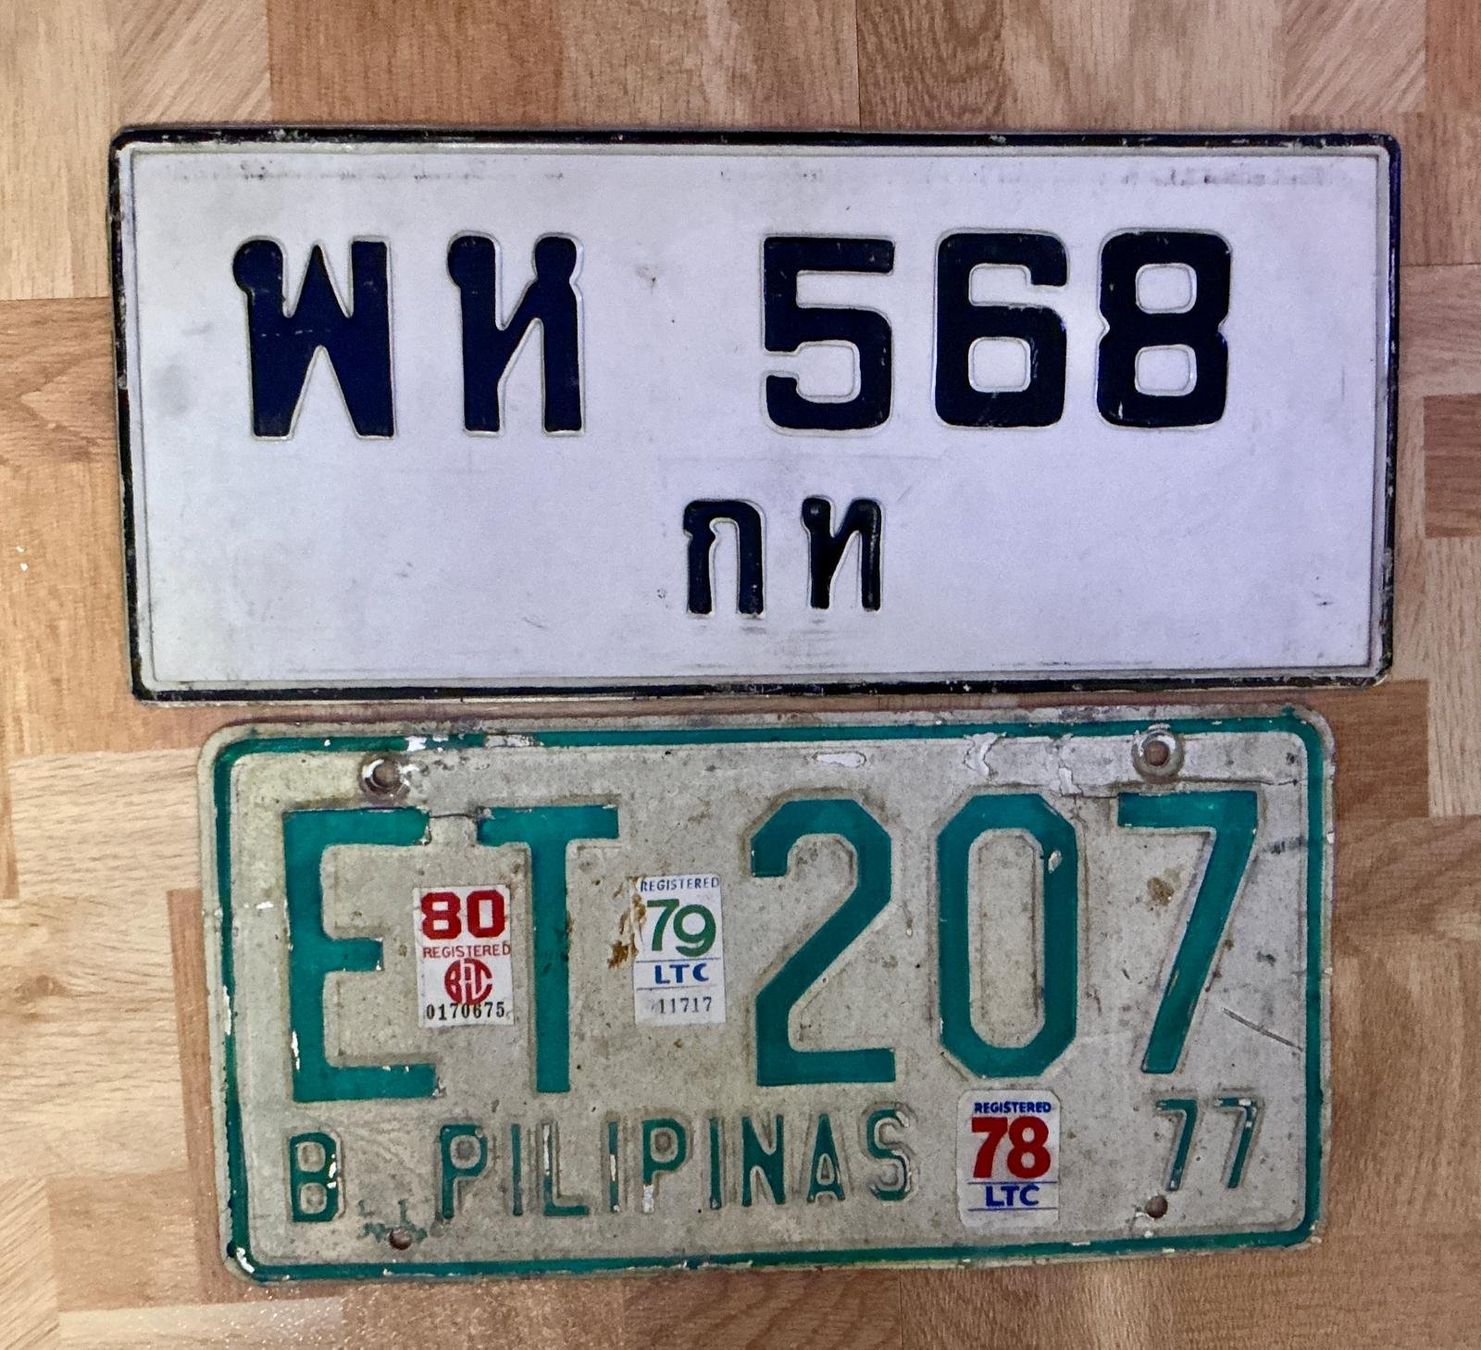 พท 568
กท
ET 207
80
REGISTERED
BLT
0170675
REGISTERED
79
LTC
11717
B PILIPINAS 77
REGISTERED
78
LTC